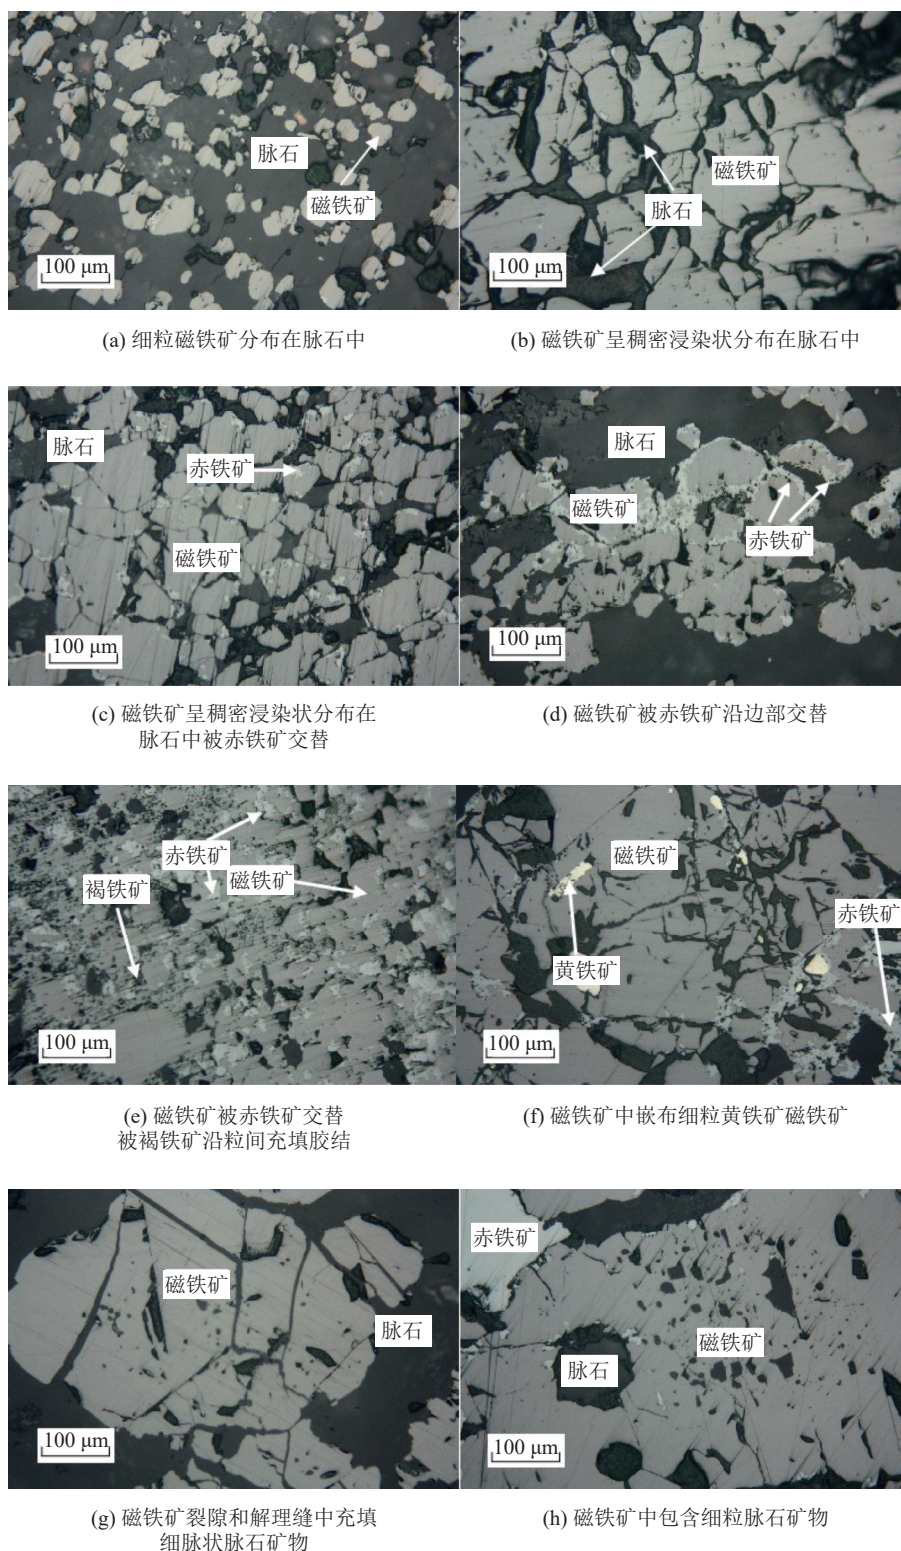 脉石
磁铁矿
100 μm
磁铁矿
脉石
100 μm
(a) 细粒磁铁矿分布在脉石中
(b) 磁铁矿呈稠密浸染状分布在脉石中
脉石
赤铁矿
磁铁矿
100 μm
脉石
磁铁矿
赤铁矿
100 μm
(c) 磁铁矿呈稠密浸染状分布在
脉石中被赤铁矿交替
(d) 磁铁矿被赤铁矿沿边部交替
赤铁矿
磁铁矿
褐铁矿
100 μm
磁铁矿
赤铁矿
黄铁矿
100 μm
(e) 磁铁矿被赤铁矿交替
被褐铁矿沿粒间充填胶结
(f) 磁铁矿中嵌布细粒黄铁矿磁铁矿
磁铁矿
脉石
100 μm
赤铁矿
磁铁矿
脉石
100 μm
(g) 磁铁矿裂隙和解理缝中充填
细脉状脉石矿物
(h) 磁铁矿中包含细粒脉石矿物